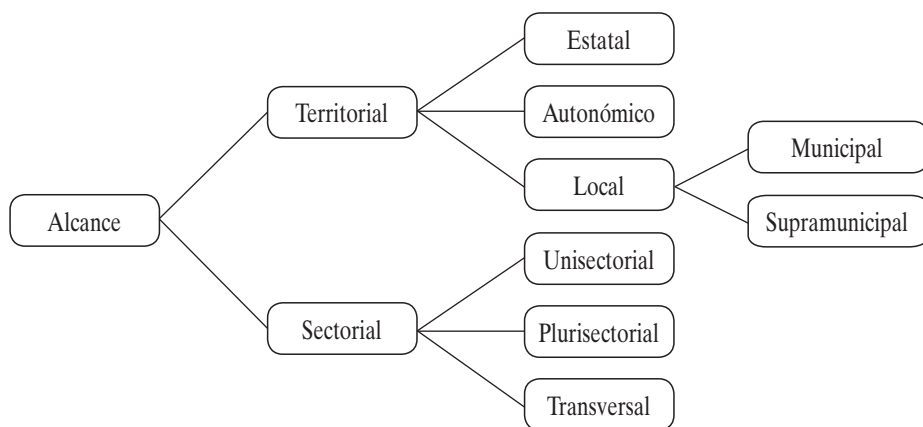 Estatal
Territorial
Autonómico
Municipal
Local
Alcance
Supramunicipal
Unisectorial
Sectorial
Plurisectorial
Transversal